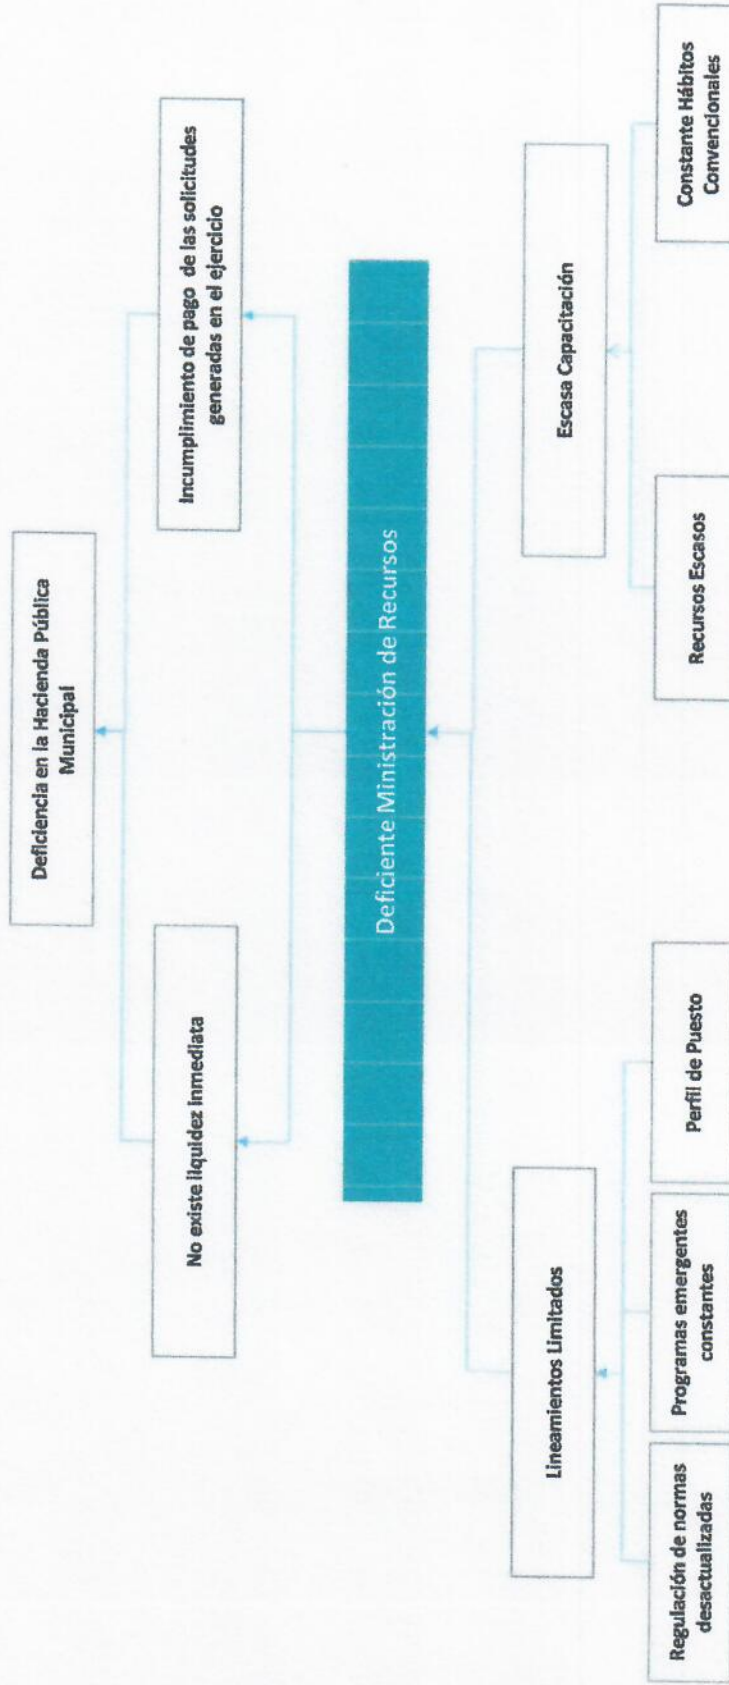 Deficiencia en la Hacienda Pública
Municipal
No existe liquidez inmediata
Incumplimiento de pago de las solicitudes
generadas en el ejercicio
Deficiente Ministración de Recursos
Lineamientos Limitados
Escasa Capacitación
Regulación de normas
desactualizadas
Programas emergentes
constantes
Perfil de Puesto
Recursos Escasos
Constante Hábitos
Convencionales